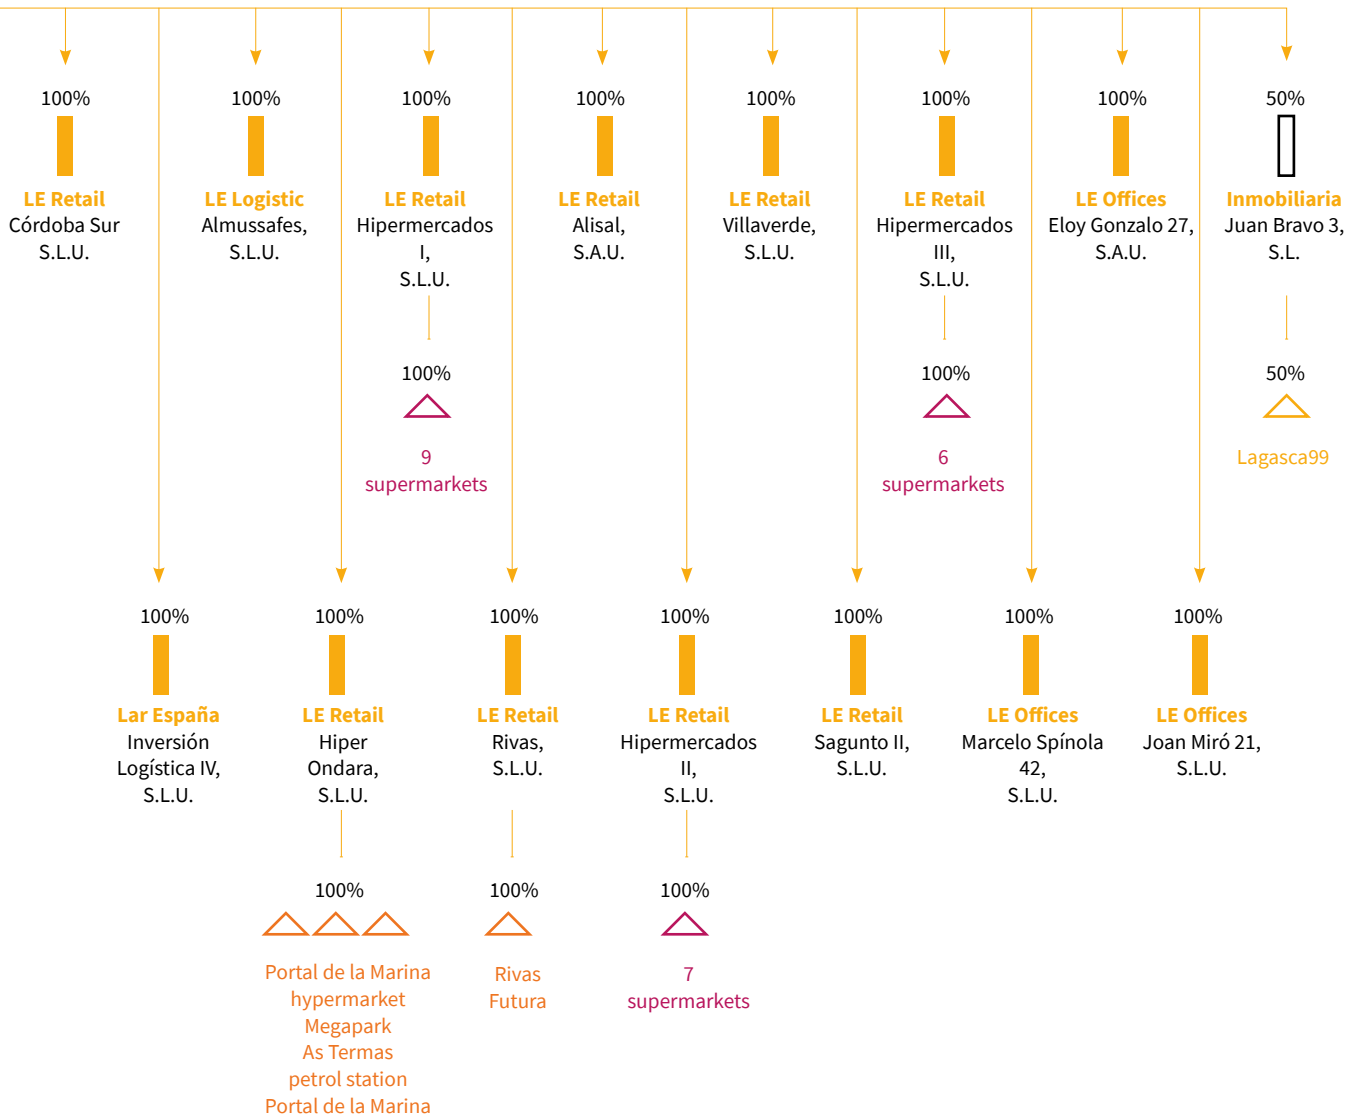 100%
LE Retail
Córdoba Sur
S.L.U.
100%
LE Logistic
Almussafes,
S.L.U.
100%
LE Retail
Hipermercados
I,
S.L.U.
100%
9
supermarkets
100%
LE Retail
Alisal,
S.A.U.
100%
LE Retail
Villaverde,
S.L.U.
100%
LE Retail
Hipermercados
III,
S.L.U.
100%
6
supermarkets
100%
LE Offices
Eloy Gonzalo 27,
S.A.U.
50%
Inmobiliaria
Juan Bravo 3,
S.L.
50%
Lagasca99
100%
Lar España
Inversión
Logística IV,
S.L.U.
100%
LE Retail
Hiper
Ondara,
S.L.U.
100%
Portal de la Marina
hypermarket
Megapark
As Termas
petrol station
Portal de la Marina
100%
LE Retail
Rivas,
S.L.U.
100%
Rivas
Futura
100%
LE Retail
Hipermercados
II,
S.L.U.
100%
7
supermarkets
100%
LE Retail
Sagunto II,
S.L.U.
100%
LE Offices
Marcelo Spínola
42,
S.L.U.
100%
LE Offices
Joan Miró 21,
S.L.U.